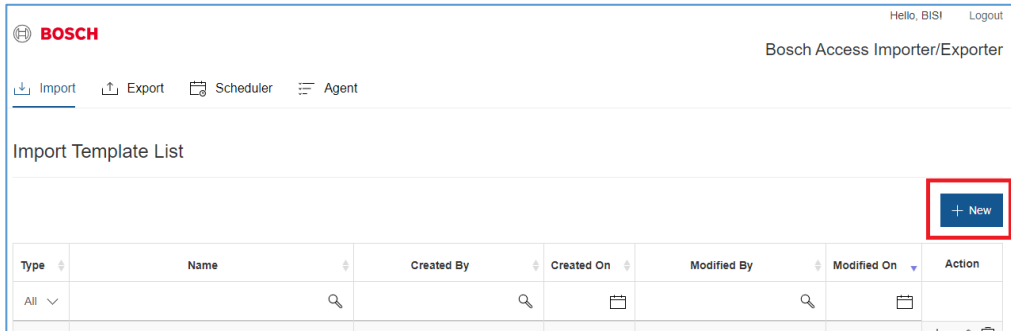 Hello, BIS! Logout
BOSCH
Bosch Access Importer/Exporter
Import Export Scheduler Agent
Import Template List
+ New
Type Name Created By Created On Modified By Modified On Action
All